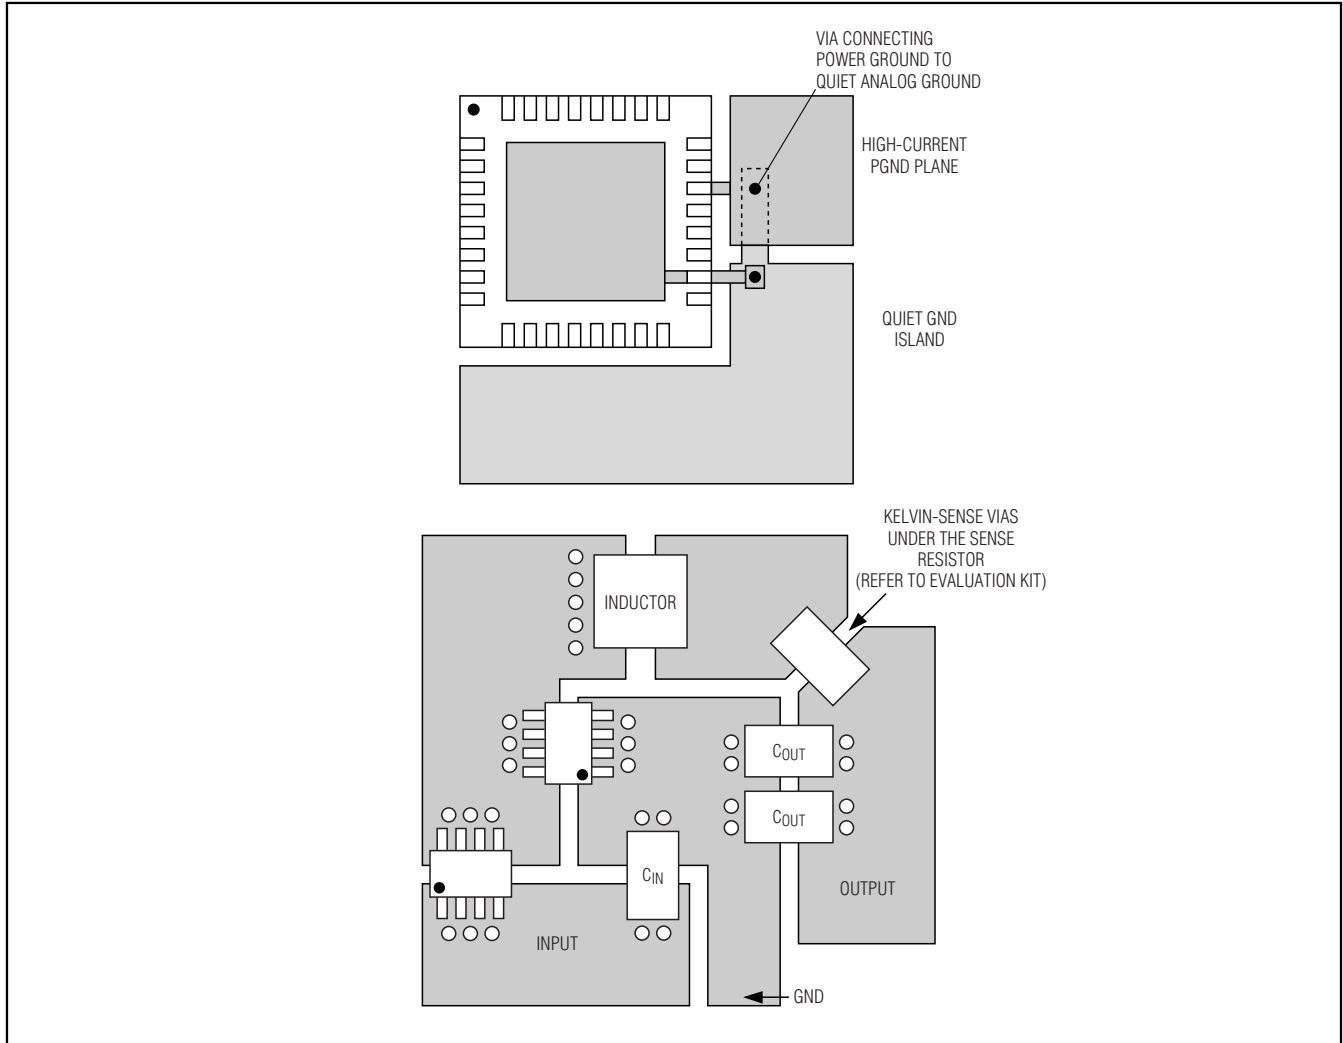 VIA CONNECTING
POWER GROUND TO
QUIET ANALOG GROUND
HIGH-CURRENT
PGND PLANE
QUIET GND
ISLAND
KELVIN-SENSE VIAS
UNDER THE SENSE
RESISTOR
(REFER TO EVALUATION KIT)
INDUCTOR
COUT
COUT
CIN
OUTPUT
INPUT
GND